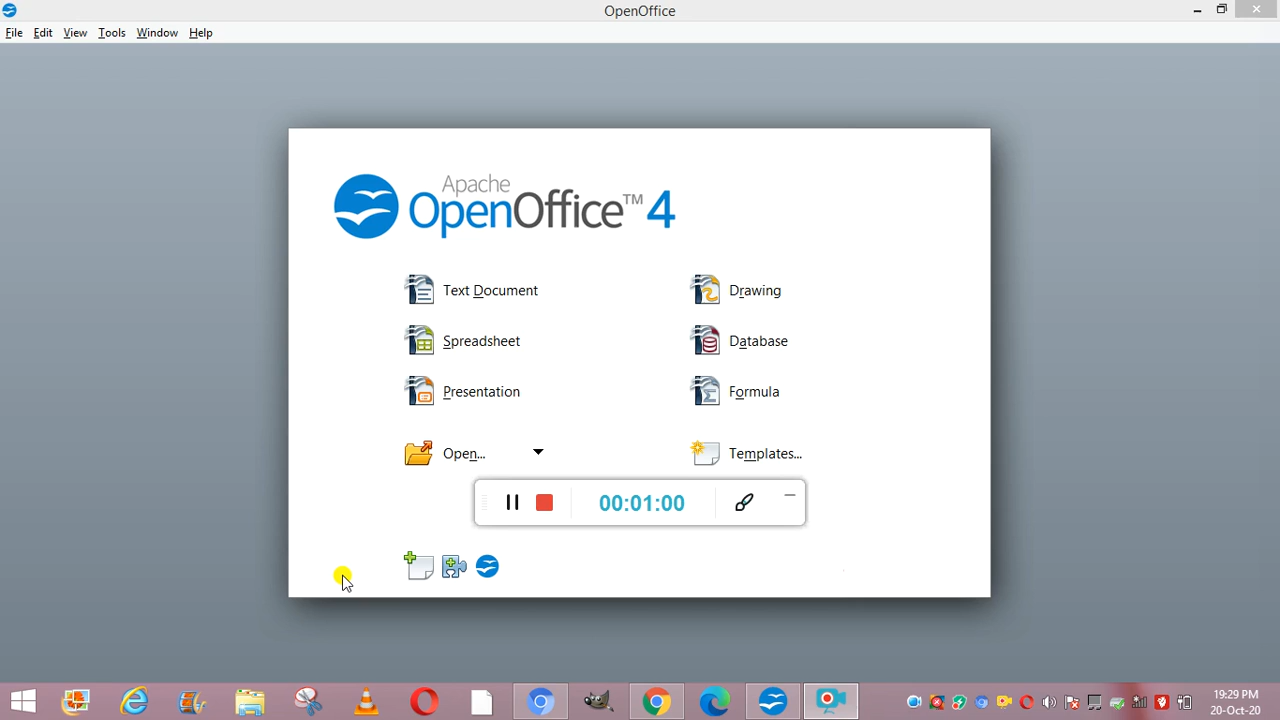 OpenOffice
File Edit View Tools Window Help
Apache
OpenOffice™ 4
Text Document
Drawing
Spreadsheet
Database
Presentation
Formula
Open...
Templates...
00:01:00
19:29 PM
20-Oct-20